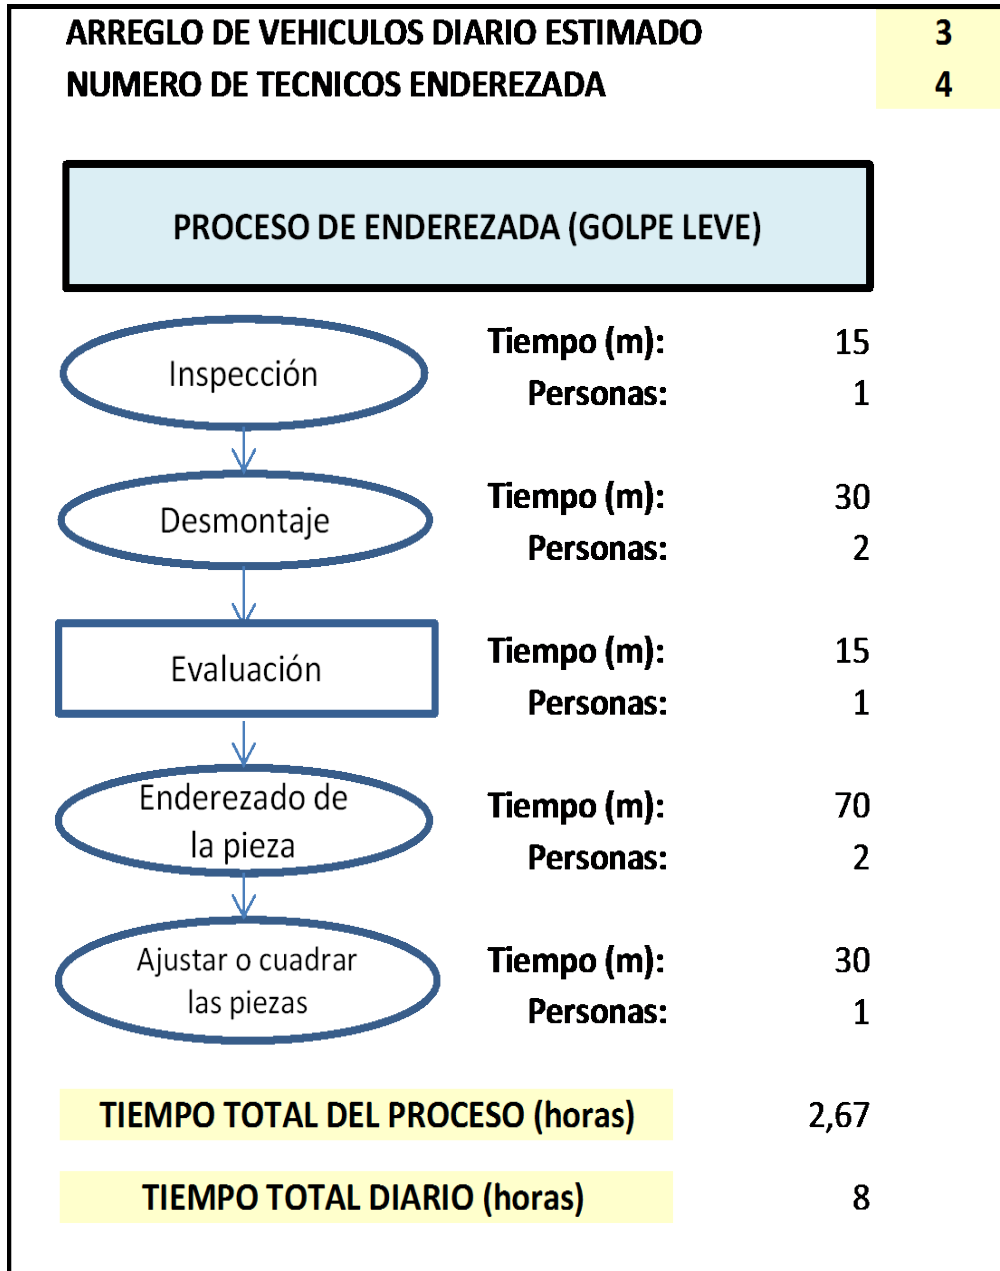 ARREGLO DE VEHICULOS DIARIO ESTIMADO 3
NUMERO DE TECNICOS ENDEREZADA 4
PROCESO DE ENDEREZADA (GOLPE LEVE)
Inspección
Tiempo (m): 15
Personas: 1
Desmontaje
Tiempo (m): 30
Personas: 2
Evaluación
Tiempo (m): 15
Personas: 1
Enderezado de
la pieza
Tiempo (m): 70
Personas: 2
Ajustar o cuadrar
las piezas
Tiempo (m): 30
Personas: 1
TIEMPO TOTAL DEL PROCESO (horas) 2,67
TIEMPO TOTAL DIARIO (horas) 8